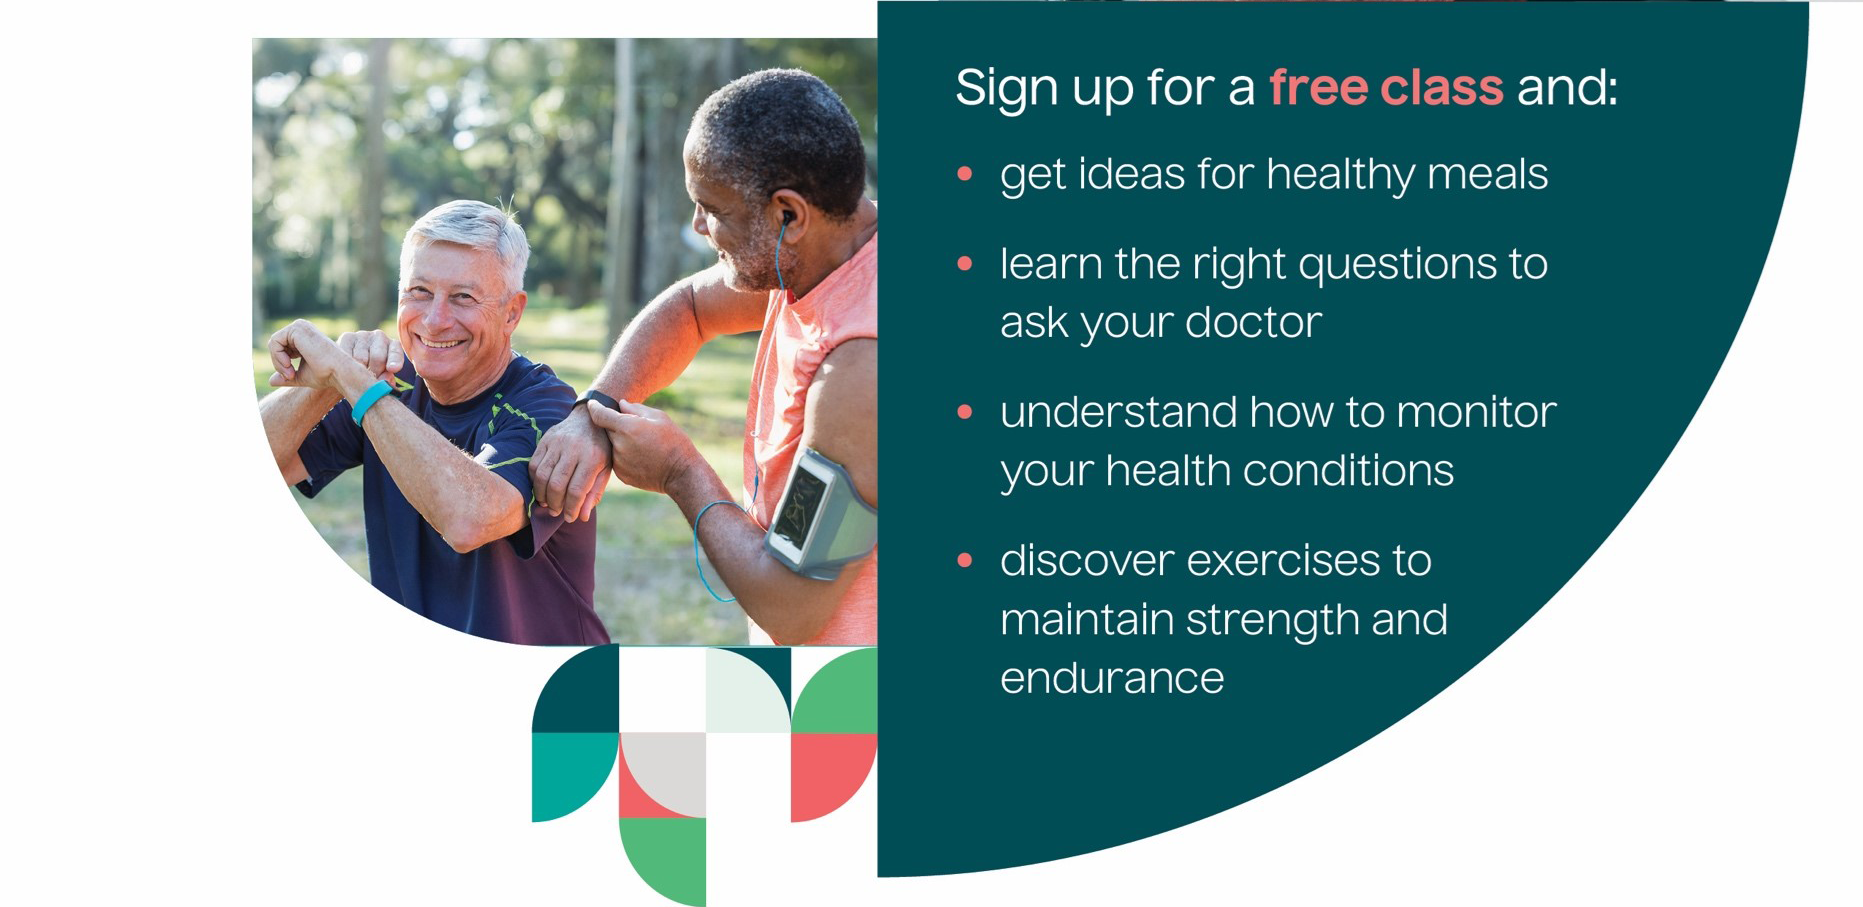 Sign up for a free class and:
• get ideas for healthy meals
• learn the right questions to
ask your doctor
• understand how to monitor
your health conditions
• discover exercises to
maintain strength and
endurance